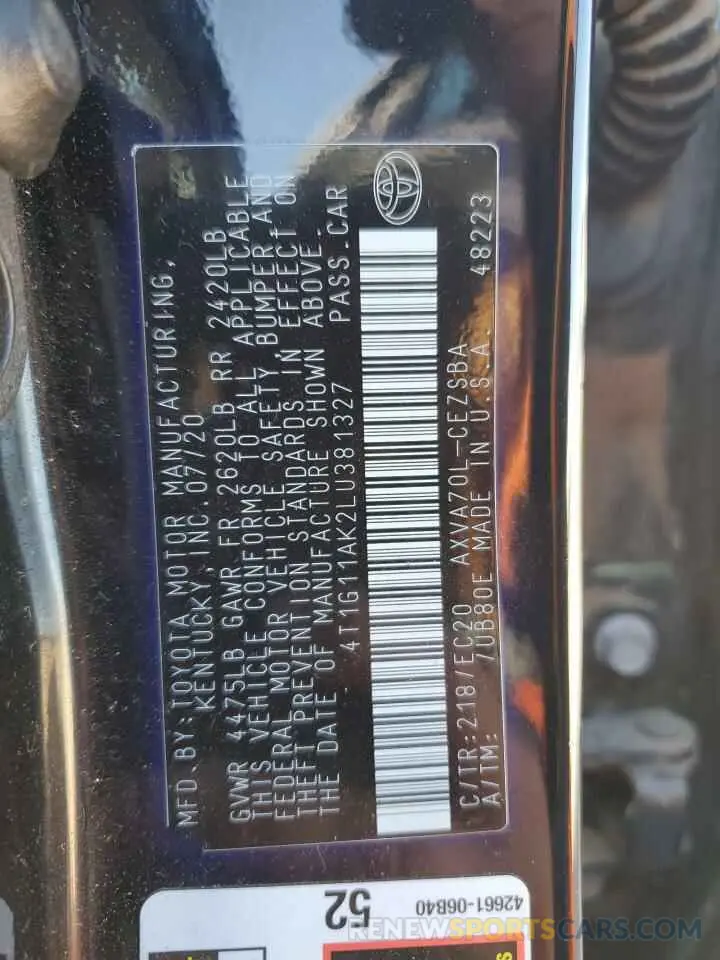 MFD.BY:TOYOTA MOTOR MANUFACTURING,
KENTUCKY, INC. 07/20
GVWR 4475LB GAWR FR 2620LB RR 2420LB
THIS VEHICLE CONFORMS TO ALL APPLICABLE
FEDERAL MOTOR VEHICLE SAFETY, BUMPER, AND
THEFT PREVENTION STANDARDS IN EFFECT ON
THE DATE OF MANUFACTURE SHOWN ABOVE.
4T1G11AK2LU381327 PASS.CAR
C/TR:218/EC20 AXVA70L-CEZSBA 48223
A/TM: /UB80E MADE IN U.S.A.
52
42661-06B40
RENEWSPORTSCARS.COM